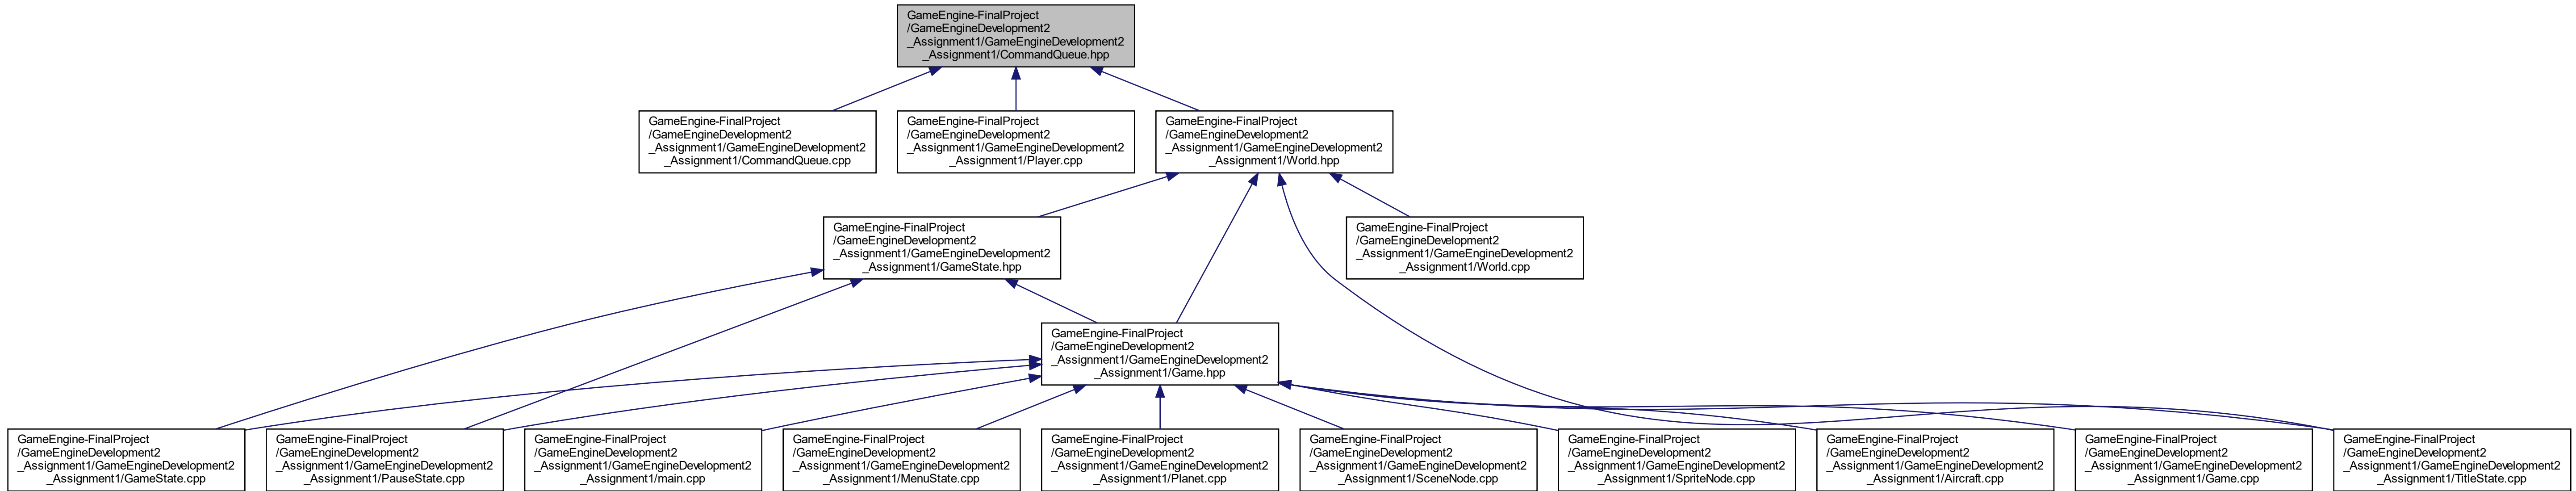 GameEngine-FinalProject
/GameEngineDevelopment2
_Assignment1/GameEngineDevelopment2
_Assignment1/CommandQueue.hpp
GameEngine-FinalProject
/GameEngineDevelopment2
_Assignment1/GameEngineDevelopment2
_Assignment1/CommandQueue.cpp
GameEngine-FinalProject
/GameEngineDevelopment2
_Assignment1/GameEngineDevelopment2
_Assignment1/Player.cpp
GameEngine-FinalProject
/GameEngineDevelopment2
_Assignment1/GameEngineDevelopment2
_Assignment1/World.hpp
GameEngine-FinalProject
/GameEngineDevelopment2
_Assignment1/GameEngineDevelopment2
_Assignment1/GameState.hpp
GameEngine-FinalProject
/GameEngineDevelopment2
_Assignment1/GameEngineDevelopment2
_Assignment1/World.cpp
GameEngine-FinalProject
/GameEngineDevelopment2
_Assignment1/GameEngineDevelopment2
_Assignment1/Game.hpp
GameEngine-FinalProject
/GameEngineDevelopment2
_Assignment1/GameEngineDevelopment2
_Assignment1/GameState.cpp
GameEngine-FinalProject
/GameEngineDevelopment2
_Assignment1/GameEngineDevelopment2
_Assignment1/PauseState.cpp
GameEngine-FinalProject
/GameEngineDevelopment2
_Assignment1/GameEngineDevelopment2
_Assignment1/main.cpp
GameEngine-FinalProject
/GameEngineDevelopment2
_Assignment1/GameEngineDevelopment2
_Assignment1/MenuState.cpp
GameEngine-FinalProject
/GameEngineDevelopment2
_Assignment1/GameEngineDevelopment2
_Assignment1/Planet.cpp
GameEngine-FinalProject
/GameEngineDevelopment2
_Assignment1/GameEngineDevelopment2
_Assignment1/SceneNode.cpp
GameEngine-FinalProject
/GameEngineDevelopment2
_Assignment1/GameEngineDevelopment2
_Assignment1/SpriteNode.cpp
GameEngine-FinalProject
/GameEngineDevelopment2
_Assignment1/GameEngineDevelopment2
_Assignment1/Aircraft.cpp
GameEngine-FinalProject
/GameEngineDevelopment2
_Assignment1/GameEngineDevelopment2
_Assignment1/Game.cpp
GameEngine-FinalProject
/GameEngineDevelopment2
_Assignment1/GameEngineDevelopment2
_Assignment1/TitleState.cpp